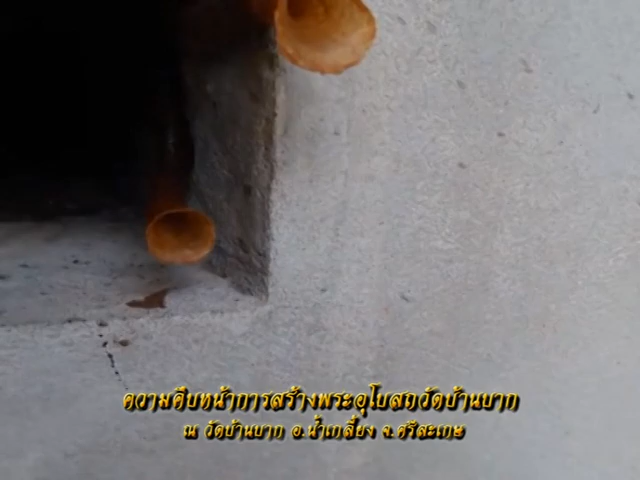 ความคืบหน้าการสร้างพระอุโบสถวัดบ้านบาก
ณ วัดบ้านบาก อ.น้ำเกลี้ยง จ.ศรีสะเกษ